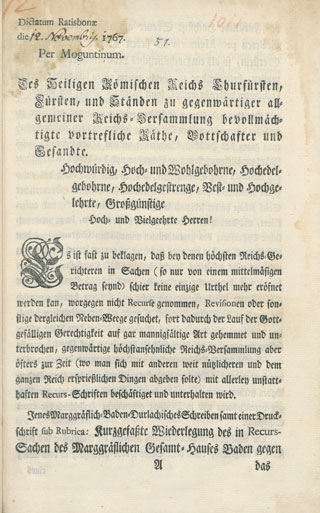 12
1911
Dictatum Ratisbonæ
die 12. Novembris, 1767.
51.
Per Moguntinum.
Des Heiligen Römischen Reichs Churfürsten,
Fürsten, und Ständen zu gegenwärtiger all-
gemeiner Reichs-Versammlung bevollmäch-
tigte vortrefliche Räthe, Bottschafter und
Gesandte.
Hochwürdig, Hoch- und Wohlgebohrne, Hochedel-
gebohrne, Hochedelgestrenge, Vest- und Hochge-
lehrte, Großgünstige
Hoch- und Vielgeehrte Herren!
Es ist fast zu beklagen, daß bey denen höchsten Reichs-Ge-
richteren in Sachen (so nur von einem mittelmäßigen
Betrag seynd) schier keine einzige Urthel mehr eröfnet
werden kan, worgegen nicht Recurse genommen, Revisionen oder son-
stige dergleichen Neben-Weege gesuchet, fort dadurch der Lauf der Gott-
gefälligen Gerechtigkeit auf gar mannigfältige Art gehemmet und un-
terbrochen, gegenwärtige höchstansehnliche Reichs-Versammlung aber
öfters zur Zeit (wo man sich mit anderen weit nützlicheren und dem
ganzen Reich ersprießlichen Dingen abgeben solte) mit allerley unstatt-
haften Recurs-Schriften beschäftiget und unterhalten wird.
Jenes Marggräflich-Baden-Durlachisches Schreiben samt einer Druck-
schrift sub Rubrica: Kurzgefaßte Wiederlegung des in Recurs-
Sachen des Marggräflichen Gesamt-Hauses Baden gegen
A das